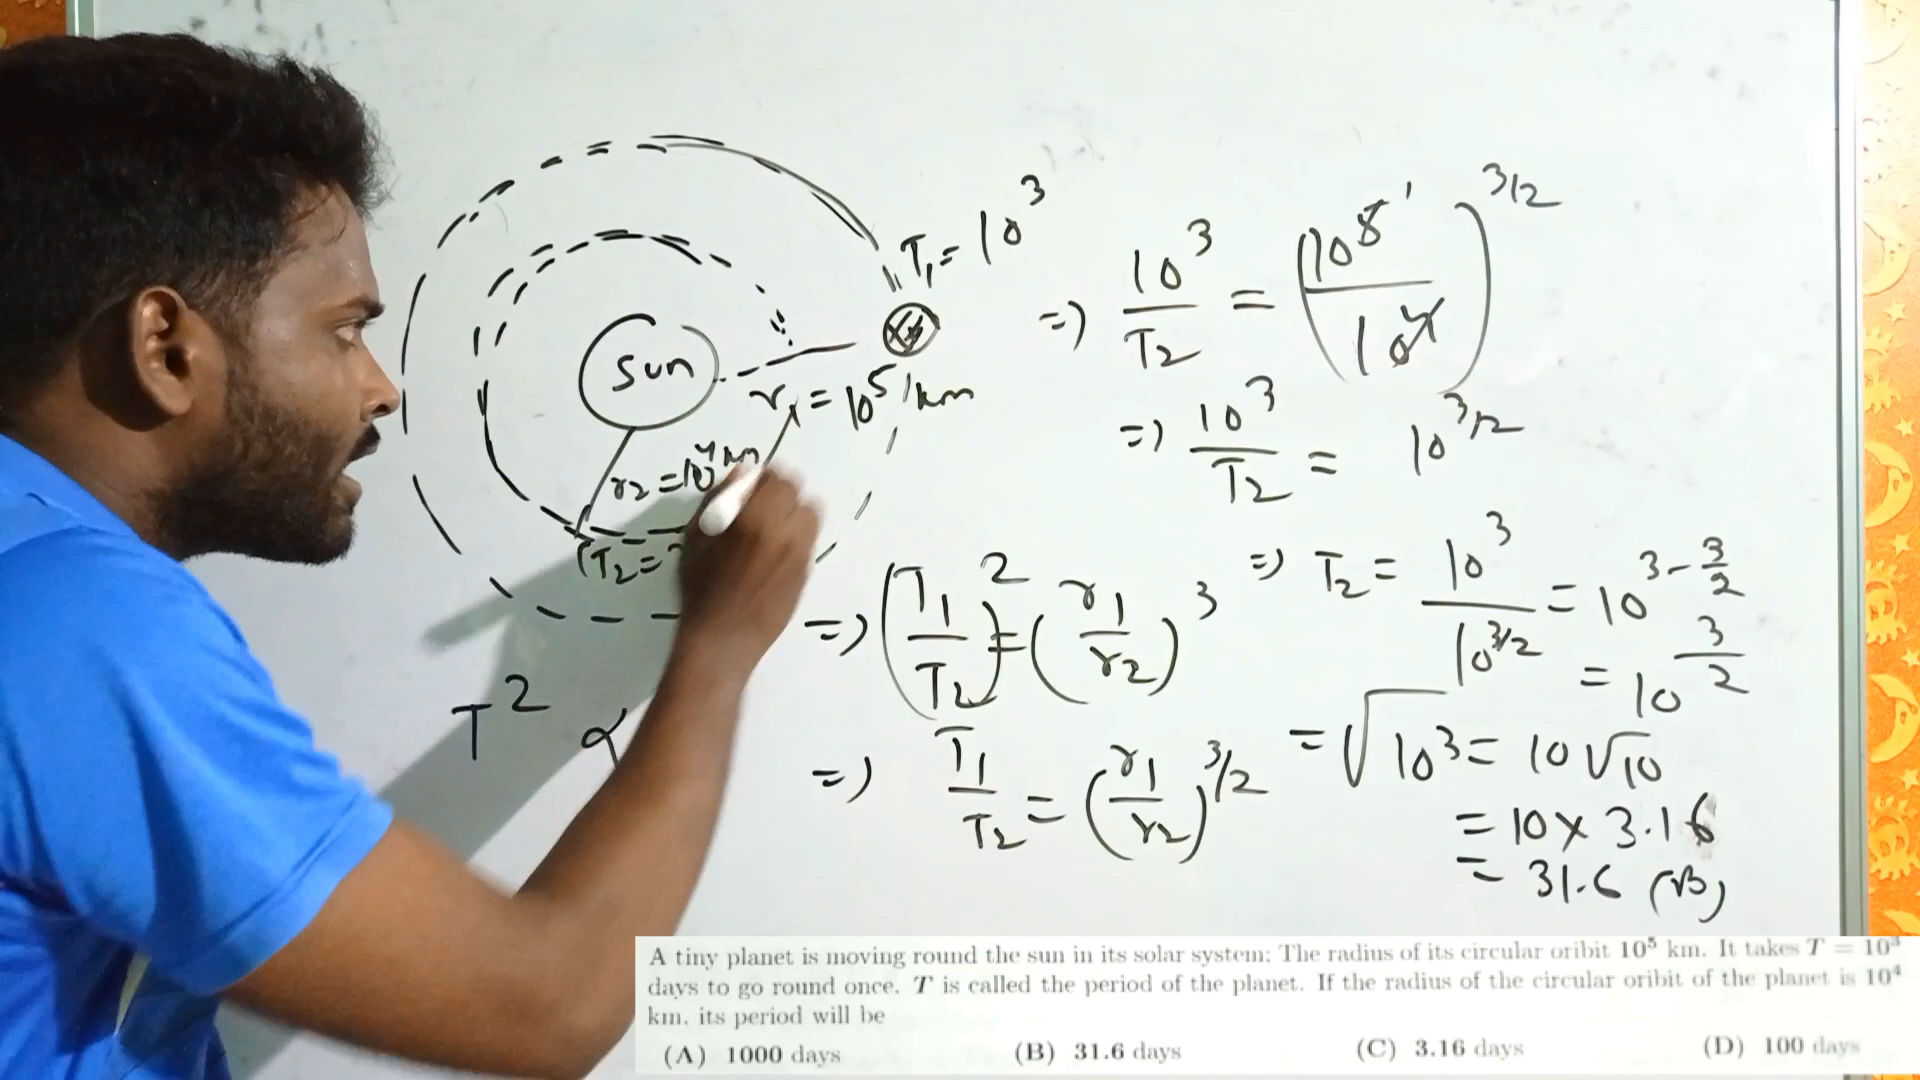 T₁ = 10³
Sun
r₁ = 10⁵ km
r₂ = 10⁴ km
(T₂ =
T² ∝
=) (T₁/T₂)² = (r₁/r₂)³
=) T₁/T₂ = (r₁/r₂)^3/2
=) 10³/T₂ = (10⁵/10⁴)^3/2
=) 10³/T₂ = 10^3/2
=) T₂ = 10³/10^3/2 = 10^3-3/2
= 10^3/2
= √10³ = 10√10
= 10 × 3.16
= 31.6 (B)
A tiny planet is moving round the sun in its solar system: The radius of its circular oribit 10⁵ km. It takes T = 10³
days to go round once. T is called the period of the planet. If the radius of the circular oribit of the planet is 10⁴
km. its period will be
(A) 1000 days (B) 31.6 days (C) 3.16 days (D) 100 days